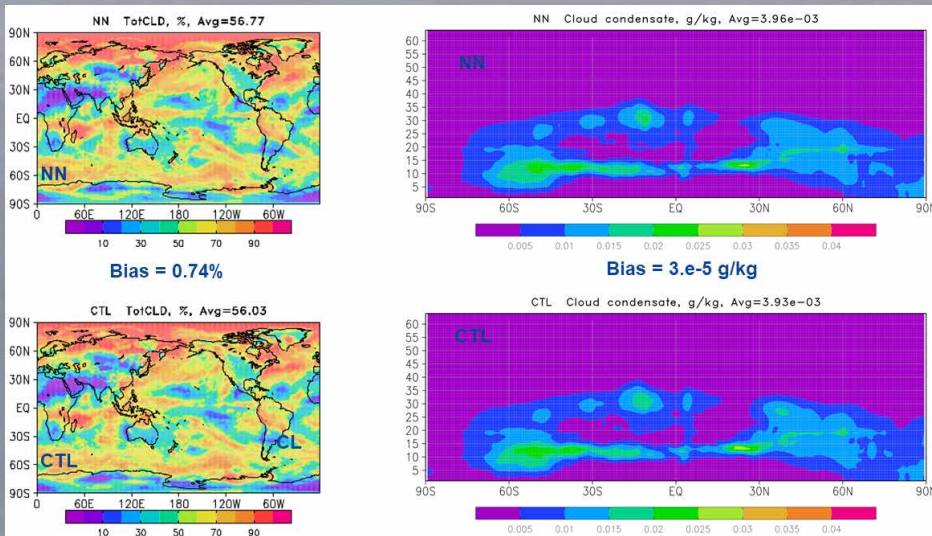 NN TotCLD, %, Avg=56.77
90N
60N
30N
EQ
30S
60S
90S
NN
0 60E 120E 180 120W 60W
10 30 50 70 90
Bias = 0.74%
NN Cloud condensate, g/kg, Avg=3.96e-03
60
55
50
45
40
35
30
25
20
15
10
5
NN
90S 60S 30S EQ 30N 60N 90N
0.005 0.01 0.015 0.02 0.025 0.03 0.035 0.04
Bias = 3.e-5 g/kg
CTL TotCLD, %, Avg=56.03
90N
60N
30N
EQ
30S
60S
90S
CL
CTL
0 60E 120E 180 120W 60W
10 30 50 70 90
CTL Cloud condensate, g/kg, Avg=3.93e-03
60
55
50
45
40
35
30
25
20
15
10
5
CTL
90S 60S 30S EQ 30N 60N 90N
0.005 0.01 0.015 0.02 0.025 0.03 0.035 0.04